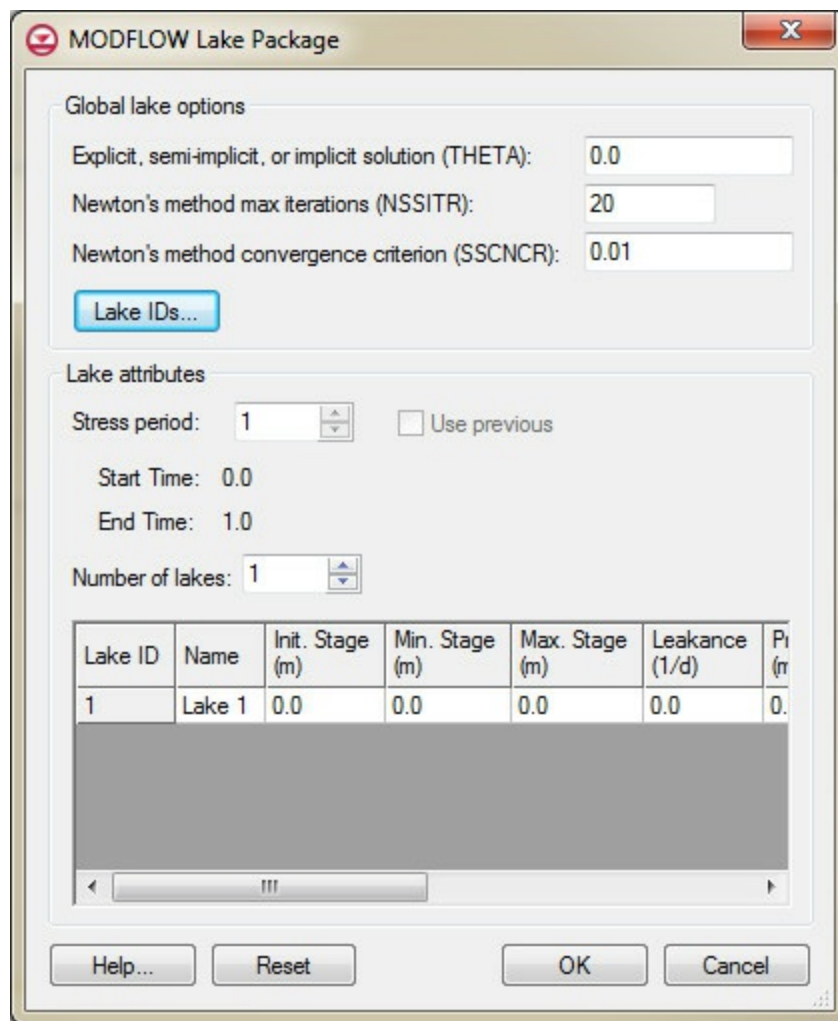 MODFLOW Lake Package
Global lake options
Explicit, semi-implicit, or implicit solution (THETA): 0.0
Newton's method max iterations (NSSITR): 20
Newton's method convergence criterion (SSCNCR): 0.01
Lake IDs...
Lake attributes
Stress period: 1 Use previous
Start Time: 0.0
End Time: 1.0
Number of lakes: 1
Lake ID Name Init. Stage (m) Min. Stage (m) Max. Stage (m) Leakance (1/d)
1 Lake 1 0.0 0.0 0.0 0.0 0.
Help... Reset OK Cancel